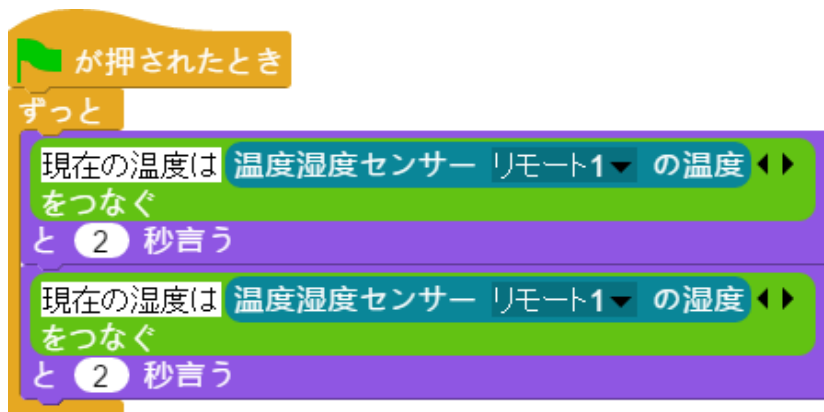 が押されたとき
ずっと
現在の温度は 温度湿度センサー リモート1 の温度
をつなぐ
と 2 秒言う
現在の湿度は 温度湿度センサー リモート1 の湿度
をつなぐ
と 2 秒言う